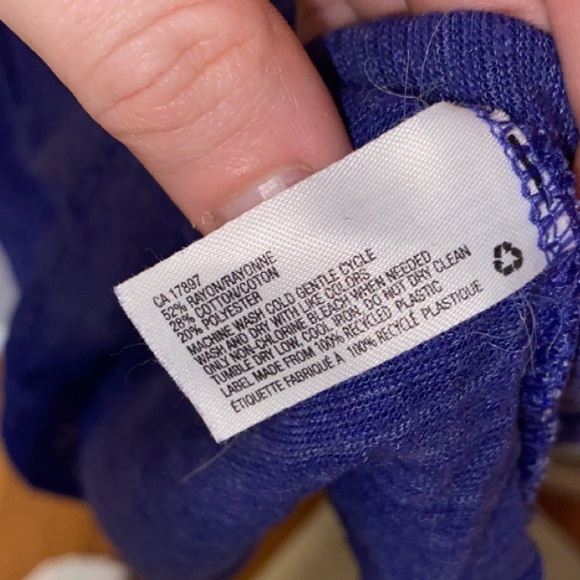 CA 17897
52% RAYON/RAYONNE
28% COTTON/COTON
20% POLYESTER
MACHINE WASH COLD GENTLE CYCLE
WASH AND DRY WITH LIKE COLORS
ONLY NON-CHLORINE BLEACH WHEN NEEDED
TUMBLE DRY LOW, COOL IRON, DO NOT DRY CLEAN
LABEL MADE FROM 100% RECYCLED PLASTIC
ÉTIQUETTE FABRIQUÉ À 100% RECYCLÉ PLASTIQUE